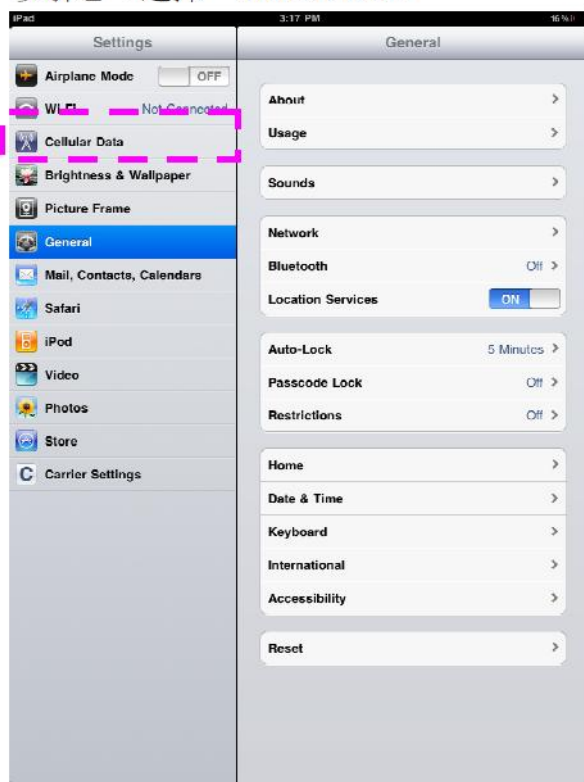 iPad 3:17 PM 16%
Settings
Airplane Mode OFF
Wi-Fi Not Connected
Cellular Data
Brightness & Wallpaper
Picture Frame
General
Mail, Contacts, Calendars
Safari
iPod
Video
Photos
Store
C Carrier Settings
General
About
Usage
Sounds
Network
Bluetooth Off
Location Services ON
Auto-Lock 5 Minutes
Passcode Lock Off
Restrictions Off
Home
Date & Time
Keyboard
International
Accessibility
Reset